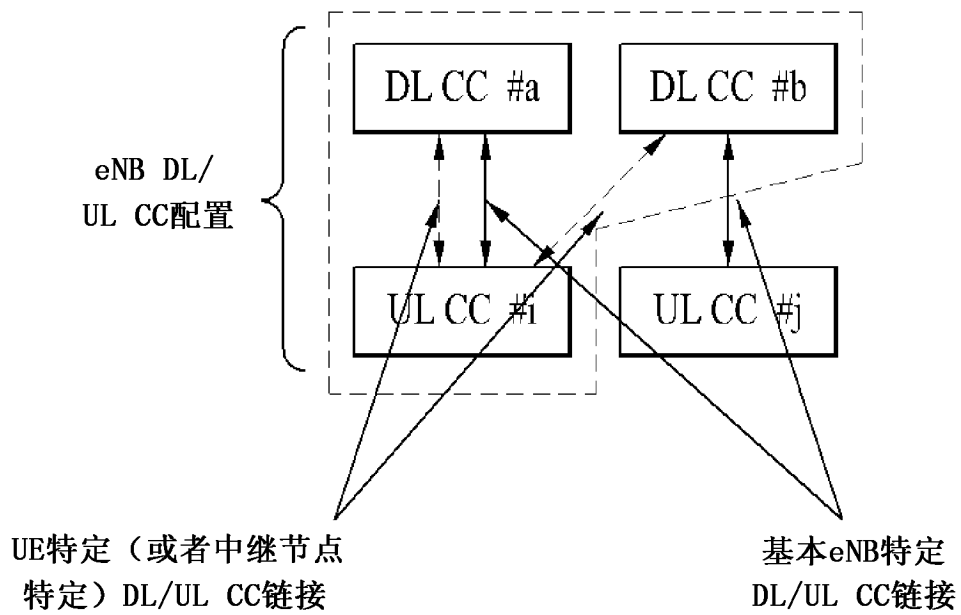 DL CC #a
DL CC #b
eNB DL/
UL CC配置
UL CC #i
UL CC #j
UE特定（或者中继节点
特定）DL/UL CC链接
基本eNB特定
DL/UL CC链接